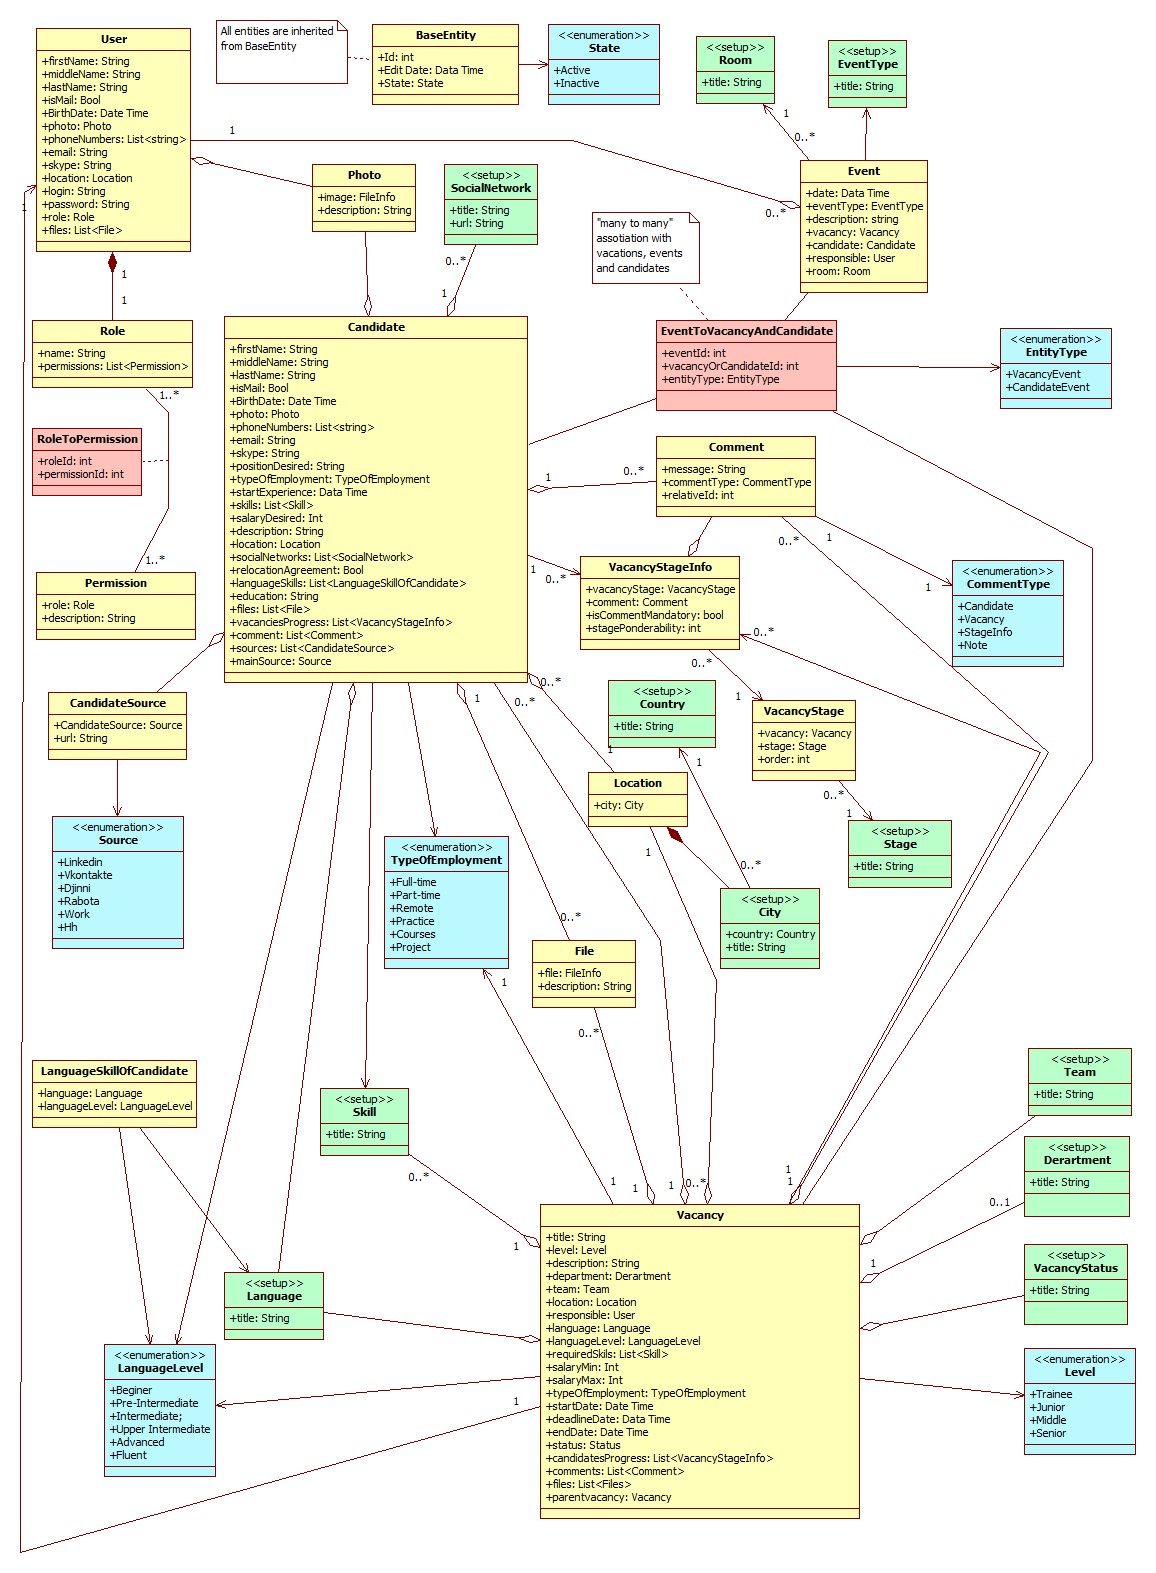 User
+firstName: String
+middleName: String
+lastName: String
+isMail: Bool
+BirthDate: Date Time
+photo: Photo
+phoneNumbers: List<string>
+email: String
+skype: String
+location: Location
+login: String
+password: String
+role: Role
+files: List<File>
All entities are inherited
from BaseEntity
BaseEntity
+Id: int
+Edit Date: Data Time
+State: State
<<enumeration>>
State
+Active
+Inactive
<<setup>>
Room
+title: String
<<setup>>
EventType
+title: String
1
0..*
1
0..*
Event
+date: Data Time
+eventType: EventType
+description: string
+vacancy: Vacancy
+candidate: Candidate
+responsible: User
+room: Room
Photo
+image: FileInfo
+description: String
<<setup>>
SocialNetwork
+title: String
+url: String
0..*
1
"many to many"
assotiation with
vacations, events
and candidates
1
1
1
Role
+name: String
+permissions: List<Permission>
1..*
RoleToPermission
+roleId: int
+permissionId: int
1..*
Permission
+role: Role
+description: String
Candidate
+firstName: String
+middleName: String
+lastName: String
+isMail: Bool
+BirthDate: Date Time
+photo: Photo
+phoneNumbers: List<string>
+email: String
+skype: String
+positionDesired: String
+typeOfEmployment: TypeOfEmployment
+startExperience: Data Time
+skills: List<Skill>
+salaryDesired: Int
+description: String
+location: Location
+socialNetworks: List<SocialNetwork>
+relocationAgreement: Bool
+languageSkills: List<LanguageSkillOfCandidate>
+education: String
+files: List<File>
+vacanciesProgress: List<VacancyStageInfo>
+comment: List<Comment>
+sources: List<CandidateSource>
+mainSource: Source
EventToVacancyAndCandidate
+eventId: int
+vacancyOrCandidateId: int
+entityType: EntityType
<<enumeration>>
EntityType
+VacancyEvent
+CandidateEvent
Comment
+message: String
+commentType: CommentType
+relativeId: int
1
0..*
0..*
1
1
<<enumeration>>
CommentType
+Candidate
+Vacancy
+StageInfo
+Note
1
0..*
VacancyStageInfo
+vacancyStage: VacancyStage
+comment: Comment
+isCommentMandatory: bool
+stagePonderability: int
0..*
0..*
1
VacancyStage
+vacancy: Vacancy
+stage: Stage
+order: int
0..*
1
<<setup>>
Stage
+title: String
<<setup>>
Country
+title: String
1
0..*
1
0..*
0..*
1
Location
+city: City
1
<<setup>>
City
+country: Country
+title: String
CandidateSource
+CandidateSource: Source
+url: String
<<enumeration>>
Source
+Linkedin
+Vkontakte
+Djinni
+Rabota
+Work
+Hh
<<enumeration>>
TypeOfEmployment
+Full-time
+Part-time
+Remote
+Practice
+Courses
+Project
1
0..*
File
+file: FileInfo
+description: String
0..*
LanguageSkillOfCandidate
+language: Language
+languageLevel: LanguageLevel
<<setup>>
Skill
+title: String
0..*
1
<<setup>>
Team
+title: String
<<setup>>
Derartment
+title: String
0..1
1
<<setup>>
VacancyStatus
+title: String
<<enumeration>>
Level
+Trainee
+Junior
+Middle
+Senior
<<setup>>
Language
+title: String
<<enumeration>>
LanguageLevel
+Beginer
+Pre-Intermediate
+Intermediate;
+Upper Intermediate
+Advanced
+Fluent
1
1
1
1
0..*
1
1
Vacancy
+title: String
+level: Level
+description: String
+department: Derartment
+team: Team
+location: Location
+responsible: User
+language: Language
+languageLevel: LanguageLevel
+requiredSkils: List<Skill>
+salaryMin: Int
+salaryMax: Int
+typeOfEmployment: TypeOfEmployment
+startDate: Date Time
+deadlineDate: Data Time
+endDate: Date Time
+status: Status
+candidatesProgress: List<VacancyStageInfo>
+comments: List<Comment>
+files: List<Files>
+parentvacancy: Vacancy